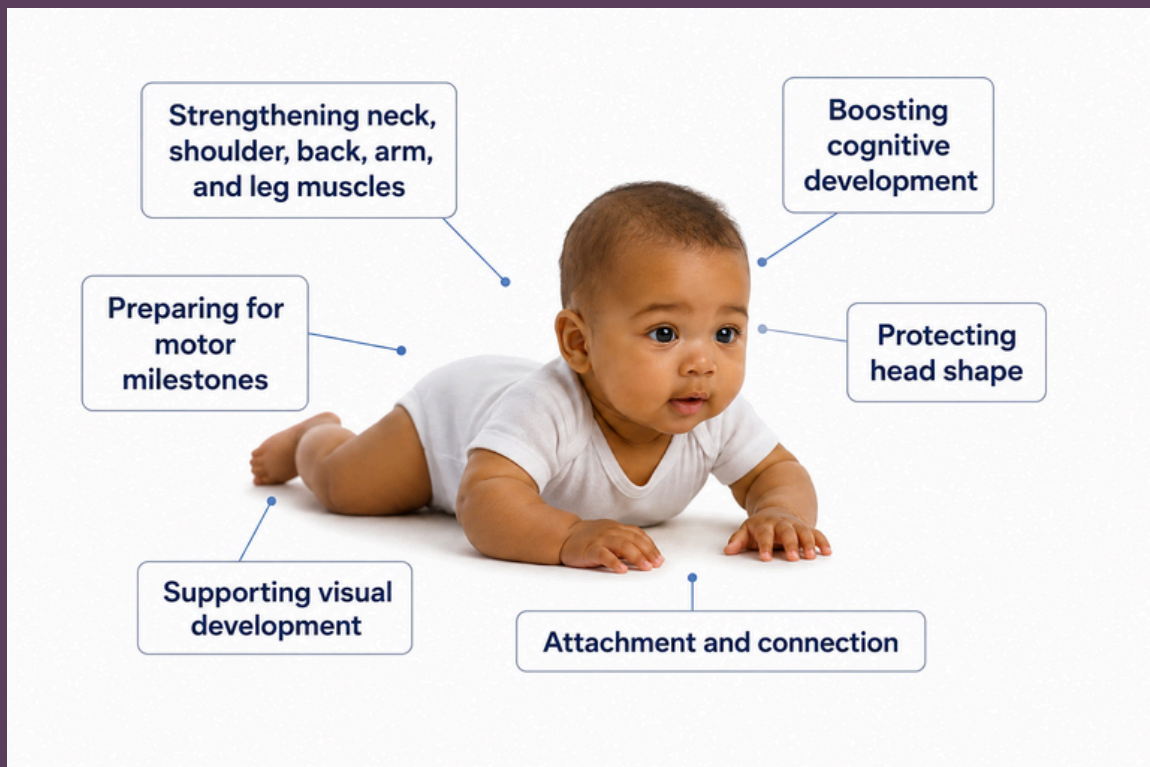 Strengthening neck,
shoulder, back, arm,
and leg muscles
Boosting
cognitive
development
Preparing for
motor
milestones
Protecting
head shape
Supporting visual
development
Attachment and connection